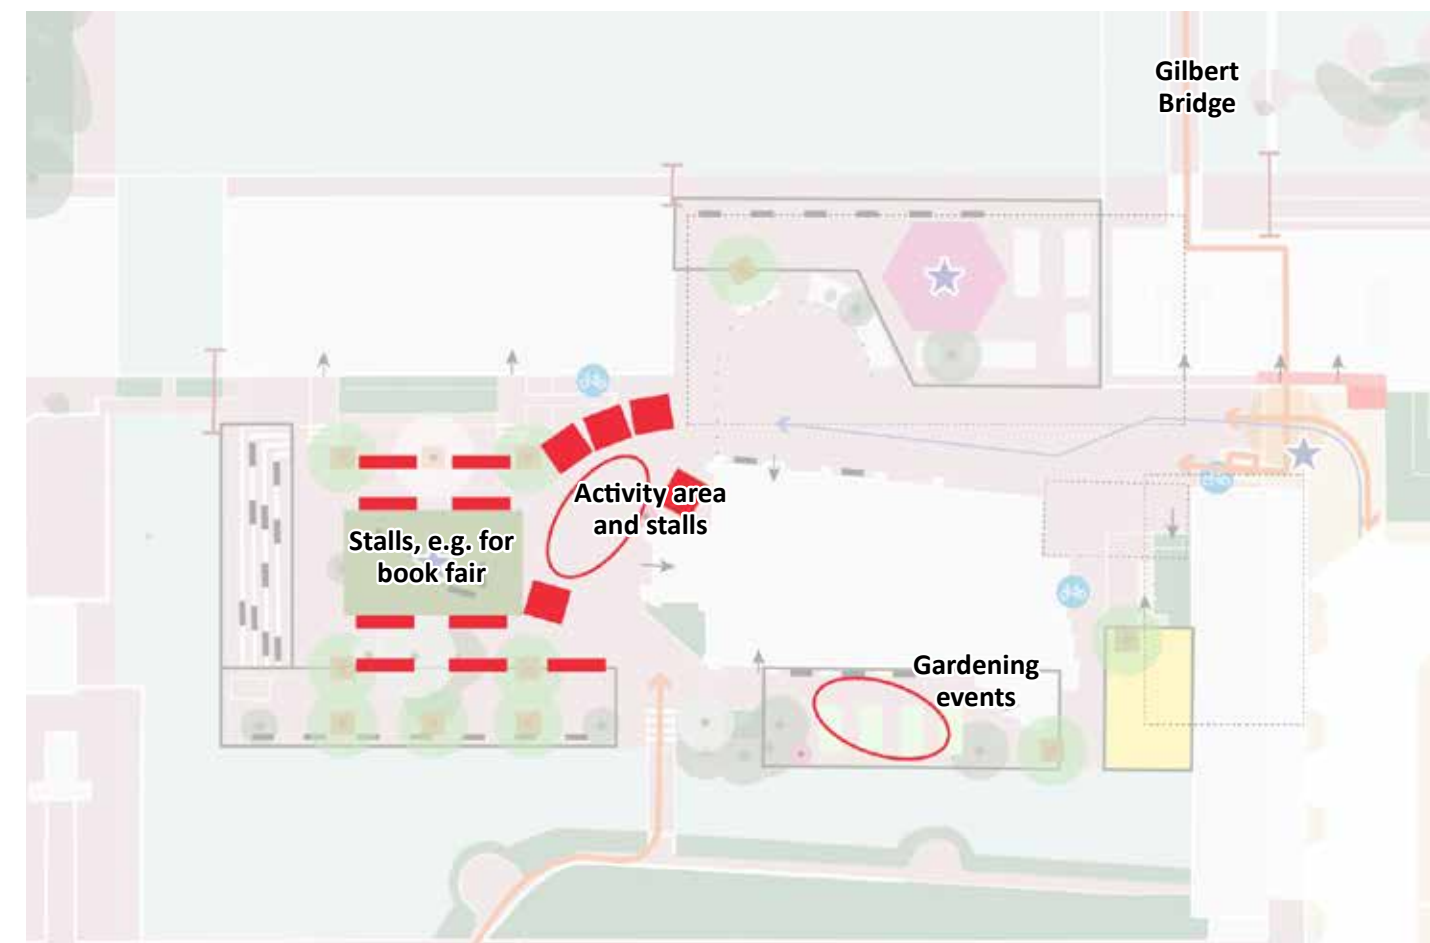 Gilbert
Bridge
Activity area
and stalls
Stalls, e.g. for
book fair
Gardening
events